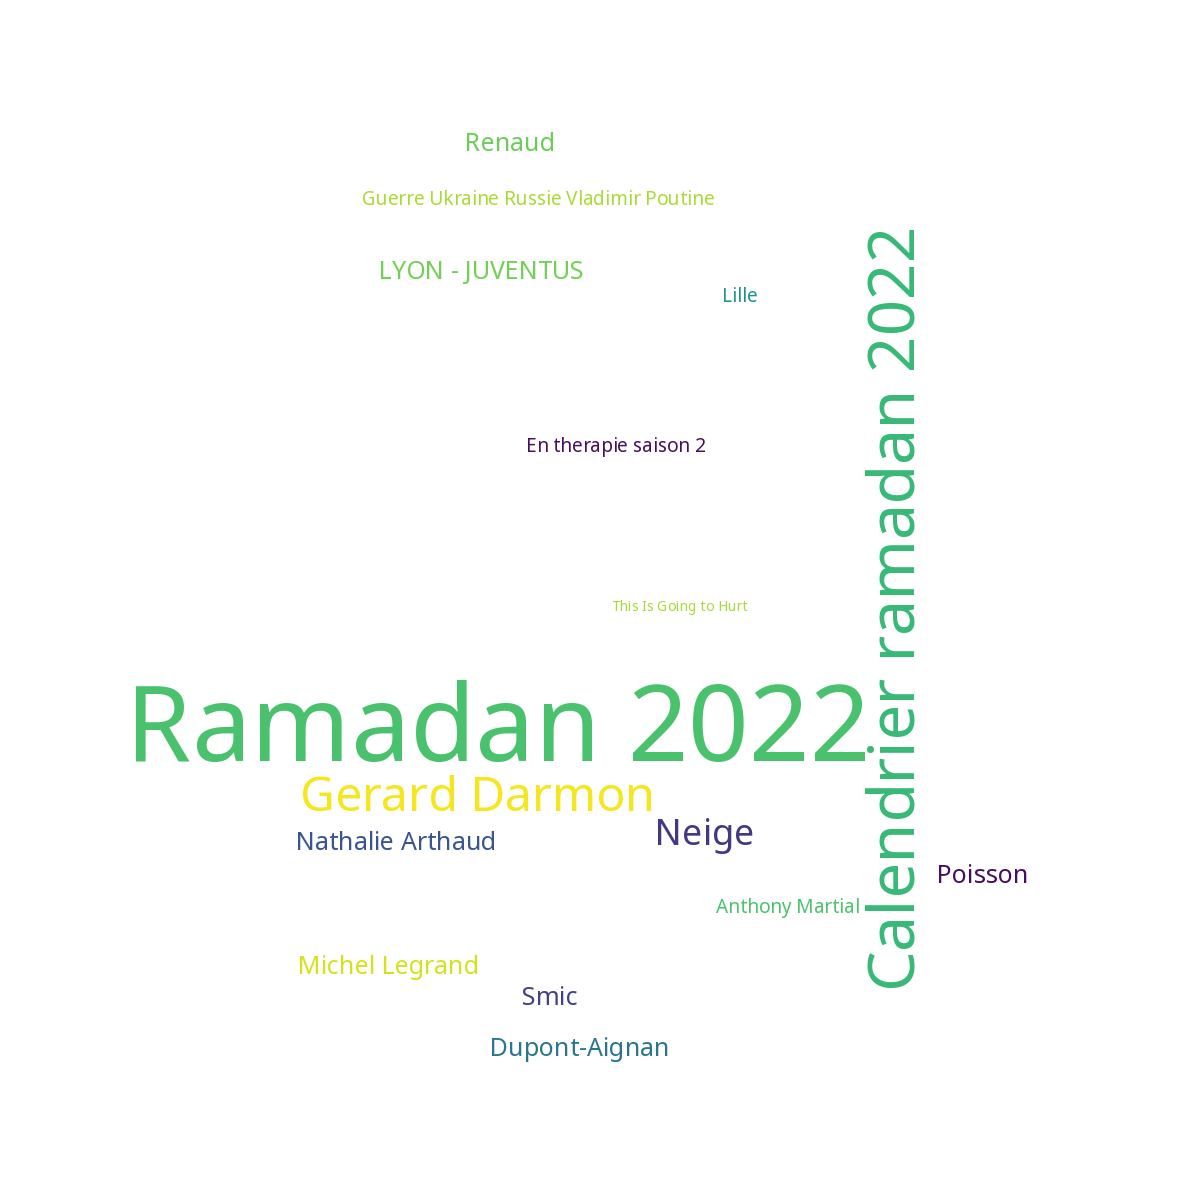 Renaud
Guerre Ukraine Russie Vladimir Poutine
LYON - JUVENTUS
Lille
En therapie saison 2
This Is Going to Hurt
Ramadan 2022
Calendrier ramadan 2022
Gerard Darmon
Neige
Nathalie Arthaud
Poisson
Anthony Martial
Michel Legrand
Smic
Dupont-Aignan